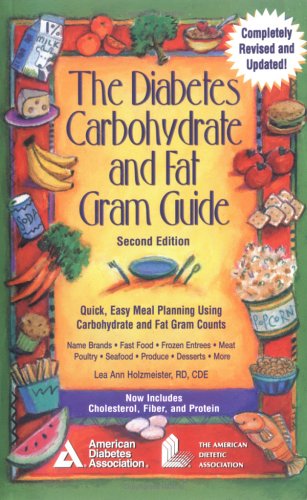 Completely
Revised and
Updated!
1%
MILK
The Diabetes
Carbohydrate
and Fat
Gram Guide
Second Edition
SODA
POPCORN
Quick, Easy Meal Planning Using
Carbohydrate and Fat Gram Counts
Name Brands • Fast Food • Frozen Entrees • Meat
Poultry • Seafood • Produce • Desserts • More
Lea Ann Holzmeister, RD, CDE
Now Includes
Cholesterol, Fiber, and Protein
American
Diabetes
Association®
THE AMERICAN
DIETETIC
ASSOCIATION